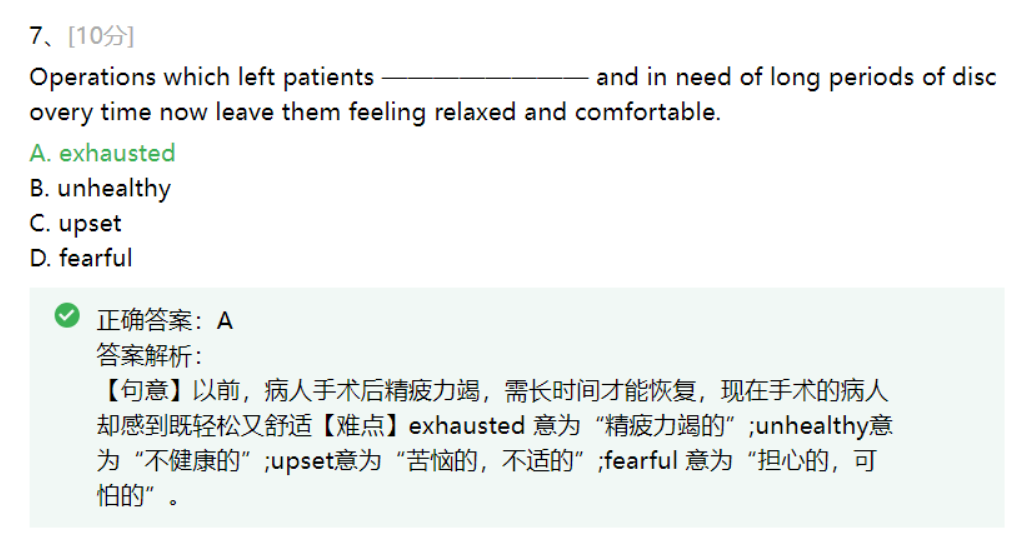 7、[10分]
Operations which left patients ———————— and in need of long periods of disc
overy time now leave them feeling relaxed and comfortable.
A. exhausted
B. unhealthy
C. upset
D. fearful
正确答案：A
答案解析：
【句意】以前，病人手术后精疲力竭，需长时间才能恢复，现在手术的病人
却感到既轻松又舒适【难点】exhausted 意为“精疲力竭的”;unhealthy意
为“不健康的”;upset意为“苦恼的，不适的”;fearful 意为“担心的，可
怕的”。